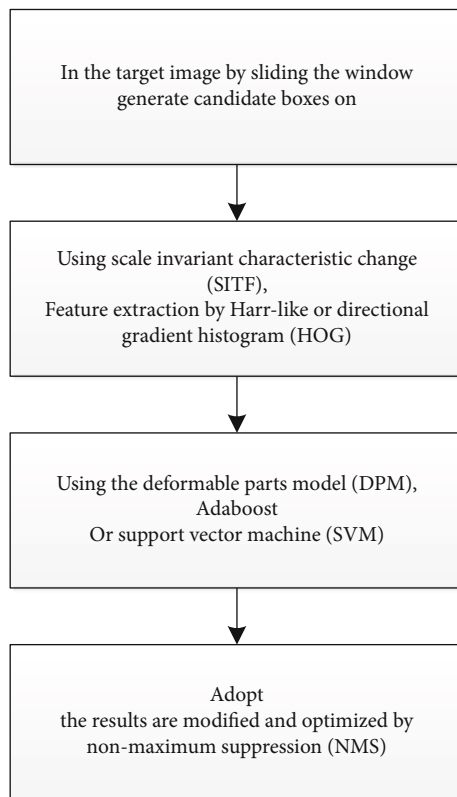 In the target image by sliding the window
generate candidate boxes on
Using scale invariant characteristic change
(SITF),
Feature extraction by Harr-like or directional
gradient histogram (HOG)
Using the deformable parts model (DPM),
Adaboost
Or support vector machine (SVM)
Adopt
the results are modified and optimized by
non-maximum suppression (NMS)